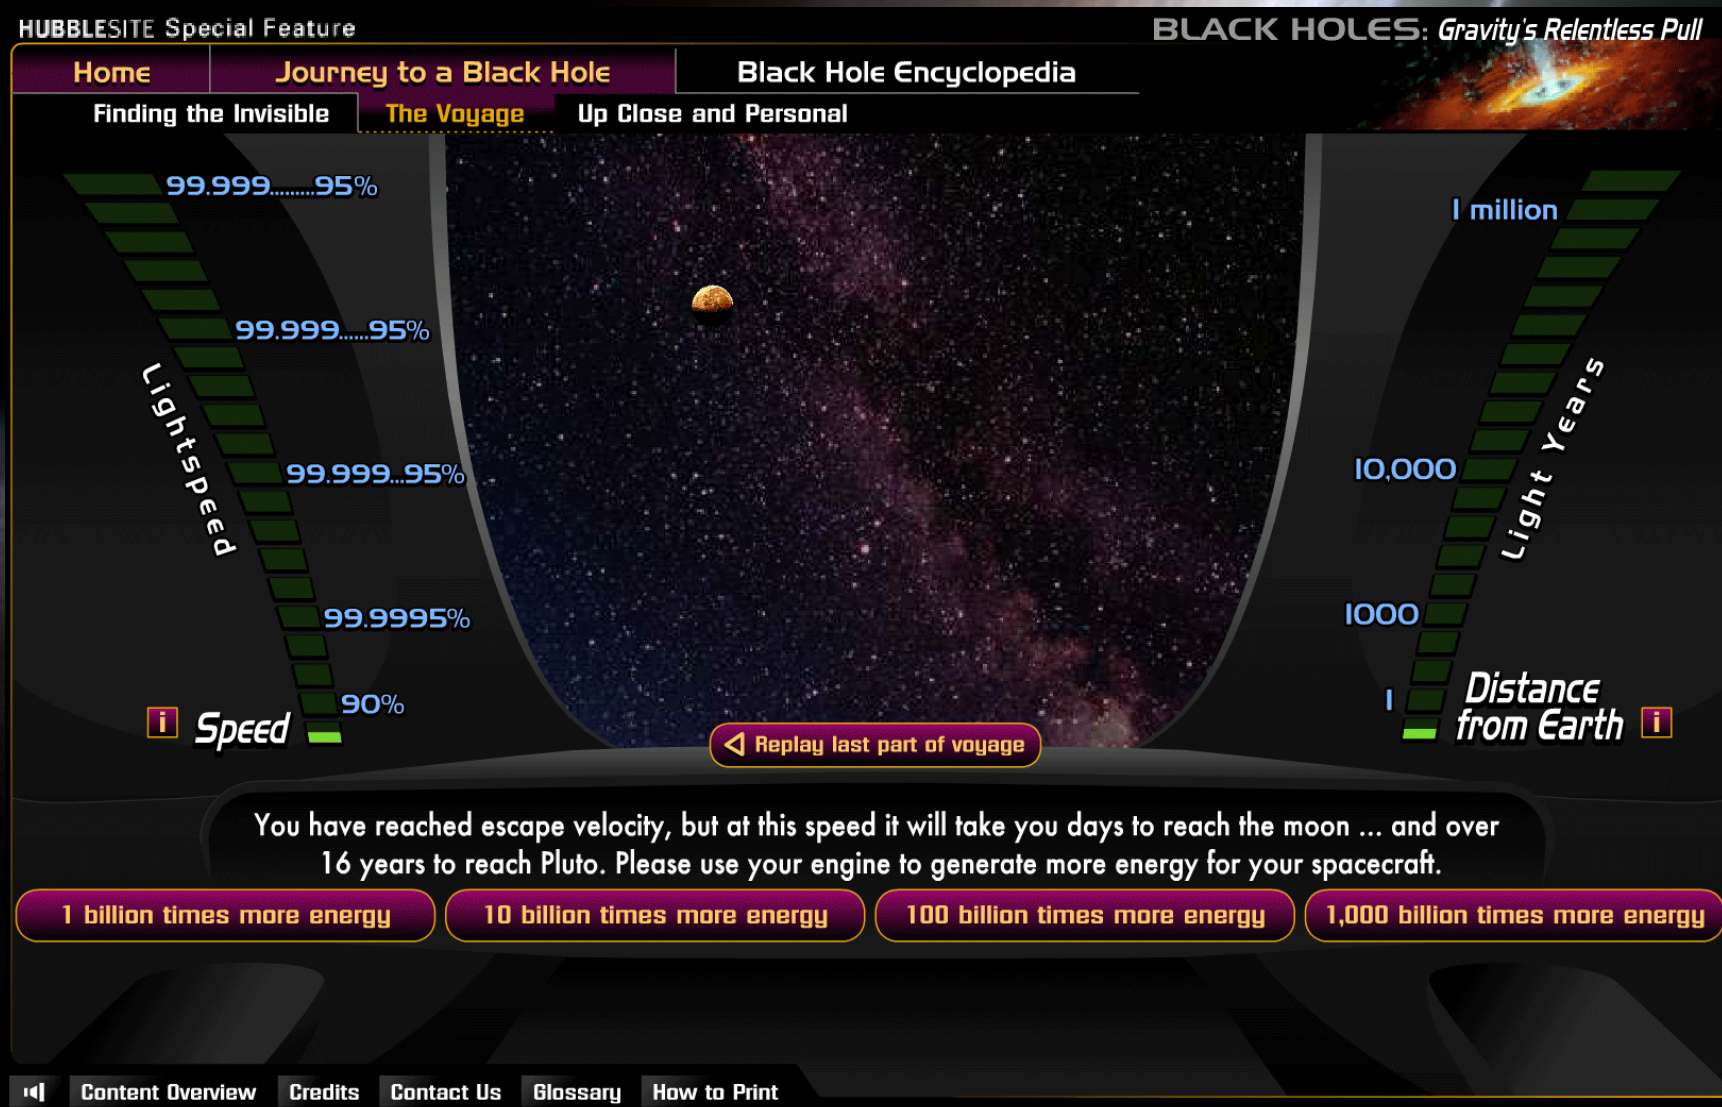 HUBBLESITE Special Feature
BLACK HOLES: Gravity's Relentless Pull
Home
Journey to a Black Hole
Black Hole Encyclopedia
Finding the Invisible
The Voyage
Up Close and Personal
99.999........95%
99.999......95%
99.999...95%
99.9995%
90%
Lightspeed
i
Speed
1 million
10,000
1000
1
Light Years
Distance
from Earth
i
Replay last part of voyage
You have reached escape velocity, but at this speed it will take you days to reach the moon ... and over
16 years to reach Pluto. Please use your engine to generate more energy for your spacecraft.
1 billion times more energy
10 billion times more energy
100 billion times more energy
1,000 billion times more energy
Content Overview
Credits
Contact Us
Glossary
How to Print